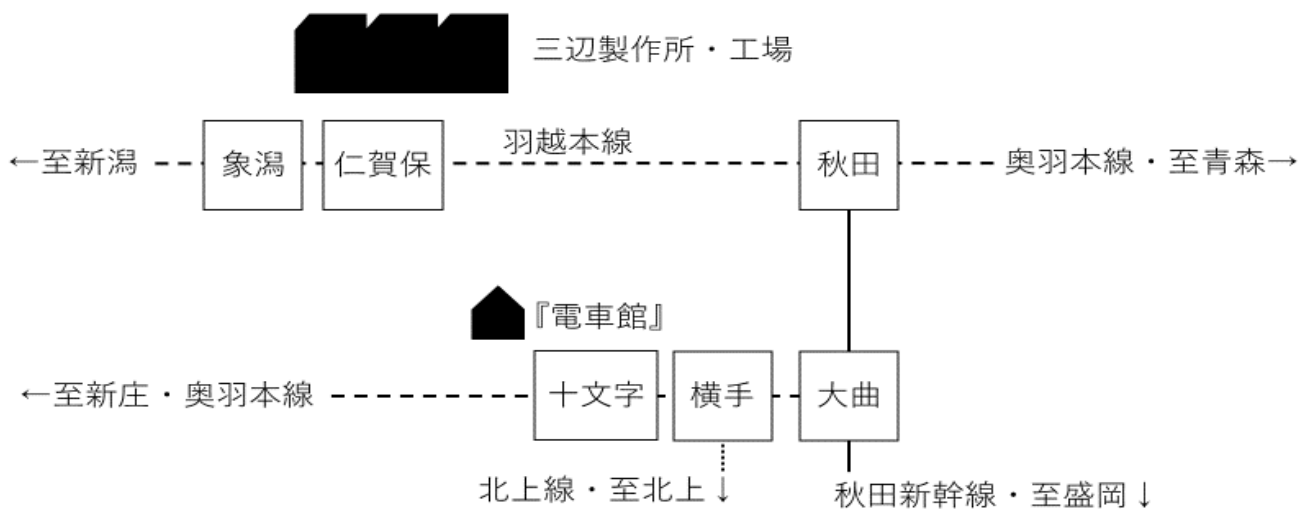 三辺製作所・工場
←至新潟
象潟
仁賀保
羽越本線
秋田
奥羽本線・至青森→
『電車館』
←至新庄・奥羽本線
十文字
横手
大曲
北上線・至北上↓
秋田新幹線・至盛岡↓